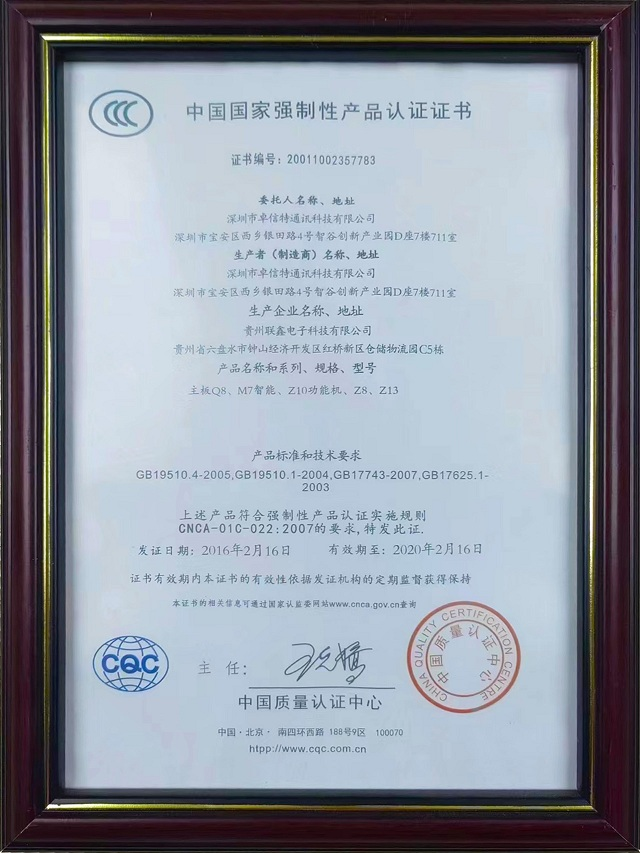 中国国家强制性产品认证证书
证书编号：20011002357783
委托人名称、地址
深圳市卓信特通讯科技有限公司
深圳市宝安区西乡银田路4号智谷创新产业园D座7楼711室
生产者（制造商）名称、地址
深圳市卓信特通讯科技有限公司
深圳市宝安区西乡银田路4号智谷创新产业园D座7楼711室
生产企业名称、地址
贵州联鑫电子科技有限公司
贵州省六盘水市钟山经济开发区红桥新区仓储物流园C5栋
产品名称和系列、规格、型号
主板Q8、M7智能、Z10功能机、Z8、Z13
产品标准和技术要求
GB19510.4-2005,GB19510.1-2004,GB17743-2007,GB17625.1-
2003
上述产品符合强制性产品认证实施规则
CNCA-01C-022:2007的要求,特发此证.
发证日期：2016年2月16日 有效期至：2020年2月16日
证书有效期内本证书的有效性依据发证机构的定期监督获得保持
本证书的相关信息可通过国家认监委网站www.cnca.gov.cn查询
CQC
主任：
中国质量认证中心
CHINA QUALITY CERTIFICATION CENTRE
中国质量认证中心
中国·北京· 南四环西路 188号9区 100070
htpp://www.cqc.com.cn